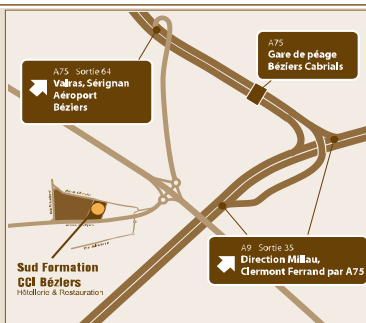 A75 Sortie 64
Valras, Sérignan
Aéroport
Béziers
A75
Gare de péage
Béziers Cabrials
A9 Sortie 35
Direction Millau,
Clermont Ferrand par A75
Sud Formation
CCI Béziers
Hôtellerie & Restauration